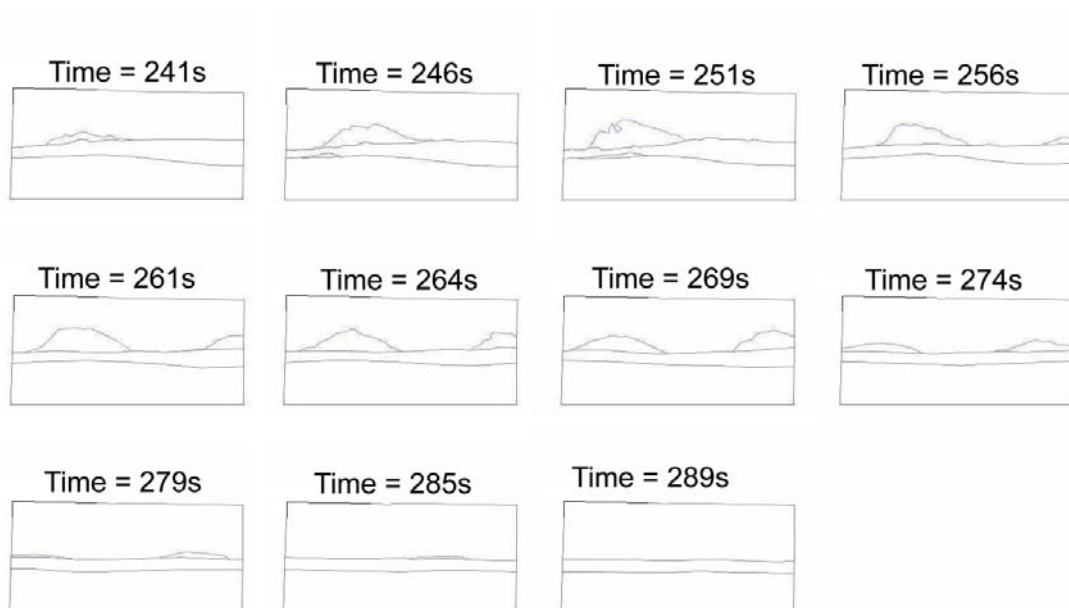 Time = 241s
Time = 246s
Time = 251s
Time = 256s
Time = 261s
Time = 264s
Time = 269s
Time = 274s
Time = 279s
Time = 285s
Time = 289s